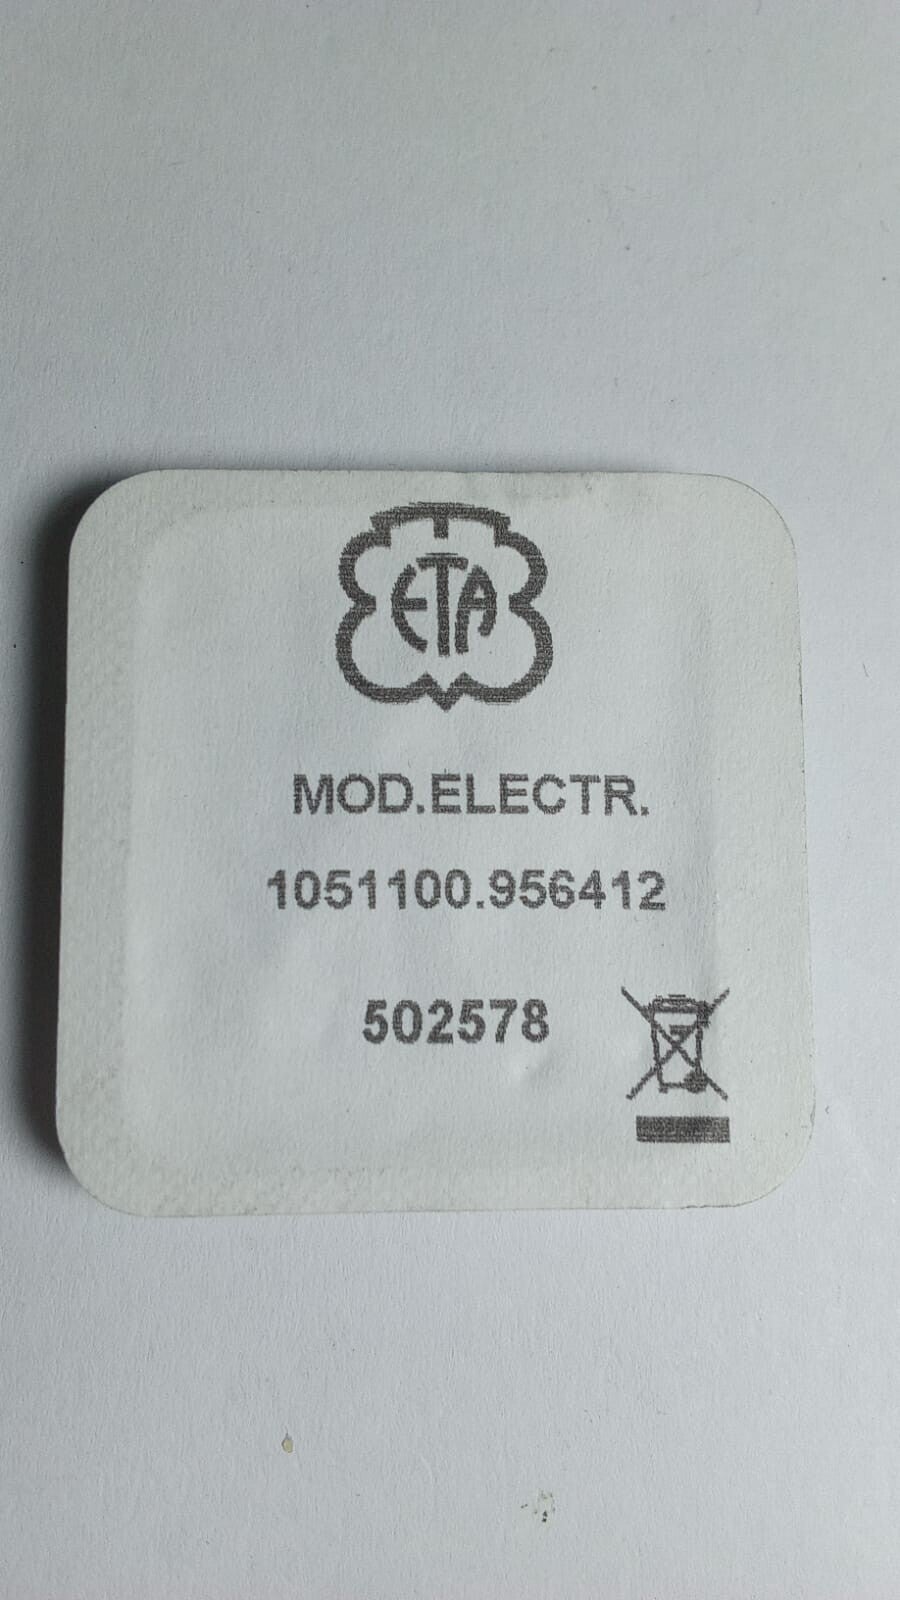 ETA
MOD.ELECTR.
1051100.956412
502578